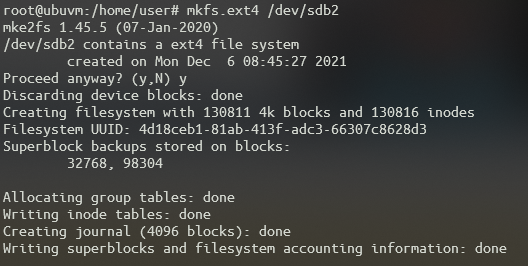 root@ubuvm:/home/user# mkfs.ext4 /dev/sdb2
mke2fs 1.45.5 (07-Jan-2020)
/dev/sdb2 contains a ext4 file system
        created on Mon Dec  6 08:45:27 2021
Proceed anyway? (y,N) y
Discarding device blocks: done
Creating filesystem with 130811 4k blocks and 130816 inodes
Filesystem UUID: 4d18ceb1-81ab-413f-adc3-66307c8628d3
Superblock backups stored on blocks:
        32768, 98304

Allocating group tables: done
Writing inode tables: done
Creating journal (4096 blocks): done
Writing superblocks and filesystem accounting information: done